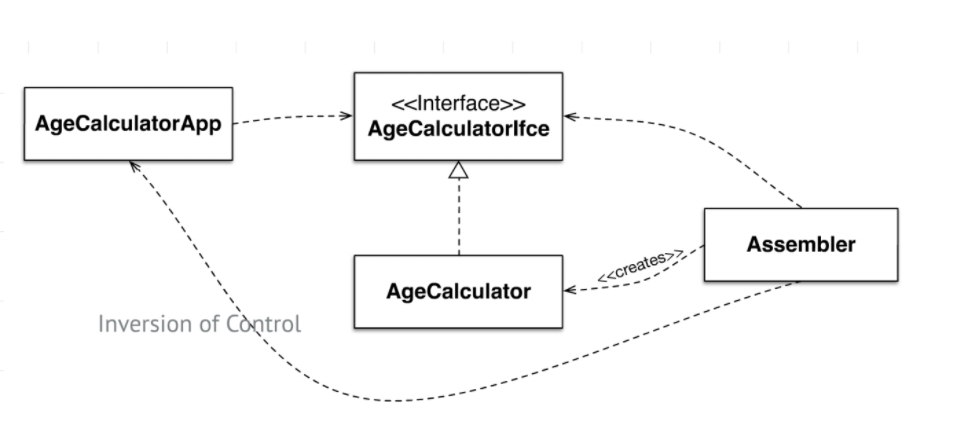 <<Interface>>
AgeCalculatorApp
AgeCalculatorIfce
Assembler
<<creates>>
AgeCalculator
Inversion of Control